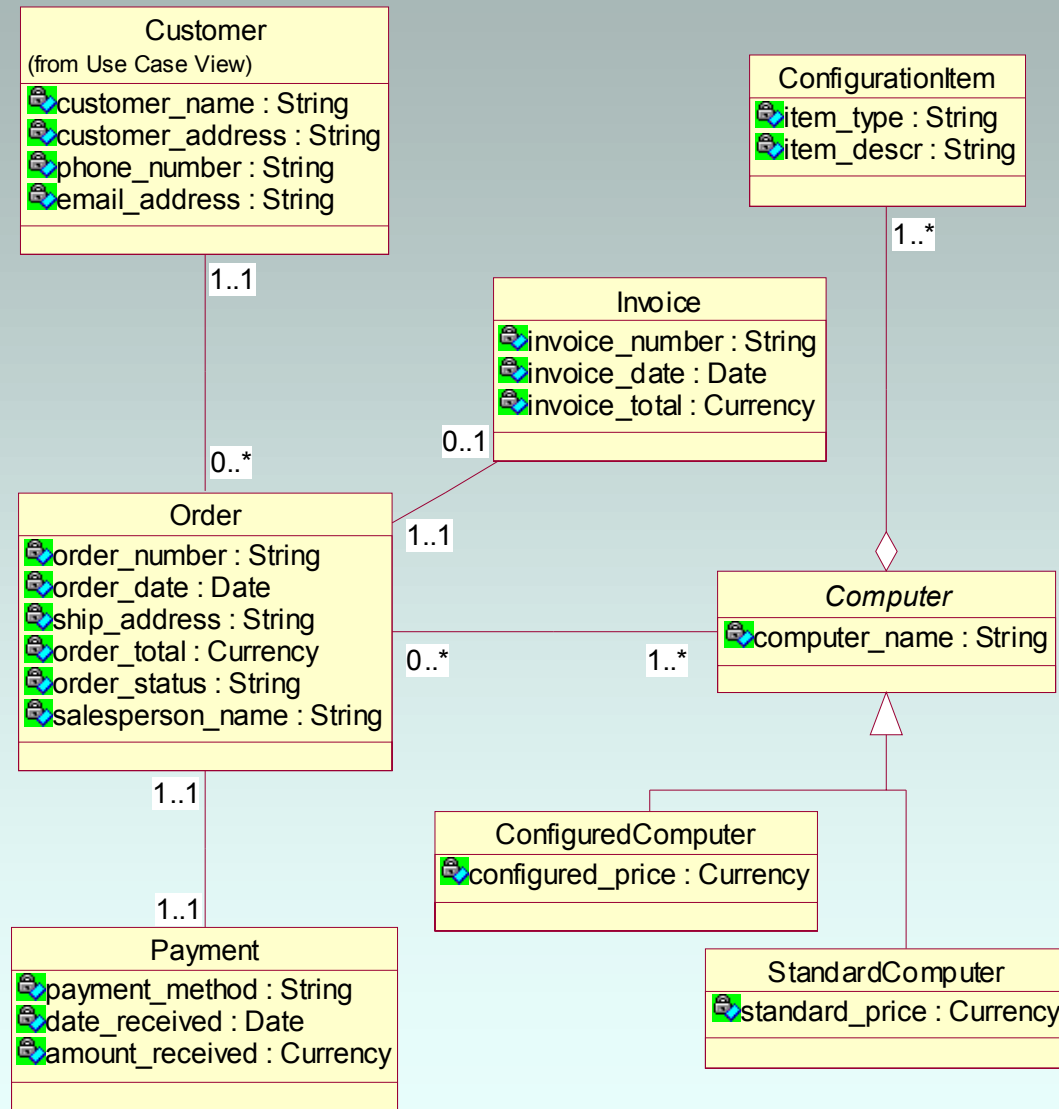 Customer
(from Use Case View)
customer_name : String
customer_address : String
phone_number : String
email_address : String
ConfigurationItem
item_type : String
item_descr : String
1..*
1..1
Invoice
invoice_number : String
invoice_date : Date
invoice_total : Currency
0..1
0..*
1..1
Order
order_number : String
order_date : Date
ship_address : String
order_total : Currency
order_status : String
salesperson_name : String
0..*
1..*
Computer
computer_name : String
1..1
1..1
ConfiguredComputer
configured_price : Currency
Payment
payment_method : String
date_received : Date
amount_received : Currency
StandardComputer
standard_price : Currency